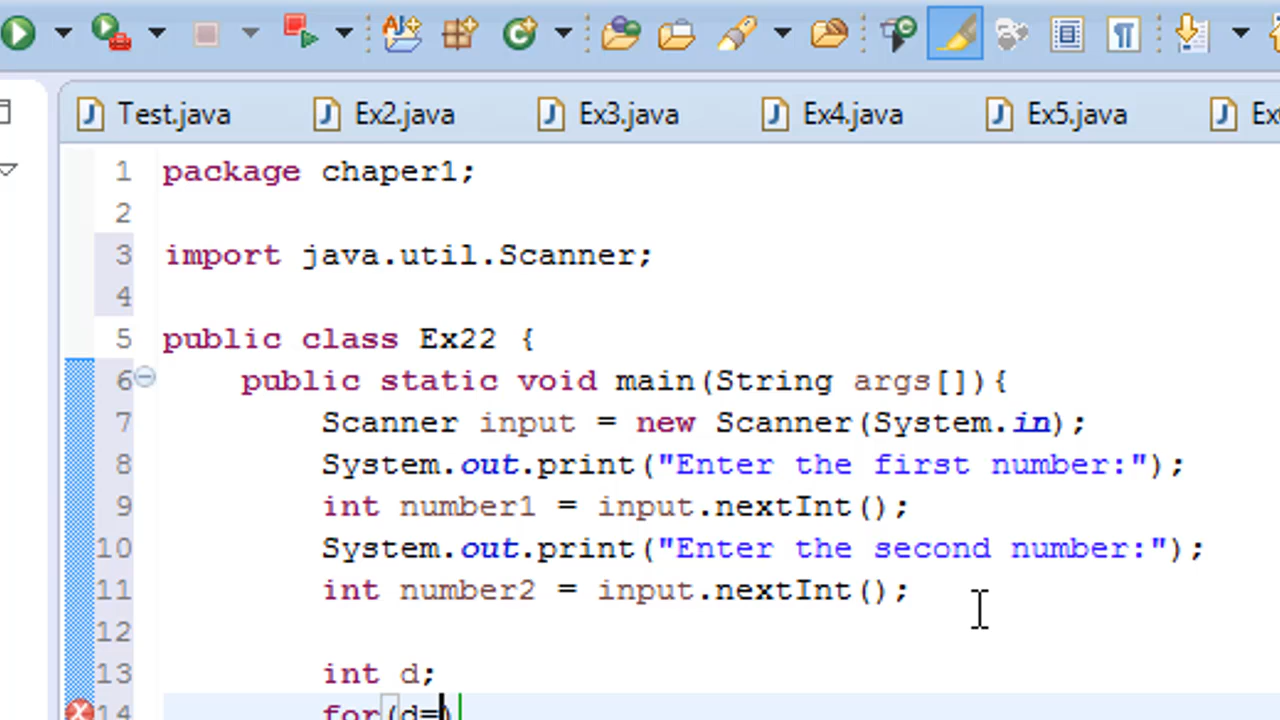 Test.java Ex2.java Ex3.java Ex4.java Ex5.java Ex
1 package chaper1;
2
3 import java.util.Scanner;
4
5 public class Ex22 {
6 public static void main(String args[]){
7 Scanner input = new Scanner(System.in);
8 System.out.print("Enter the first number:");
9 int number1 = input.nextInt();
10 System.out.print("Enter the second number:");
11 int number2 = input.nextInt();
12
13 int d;
14 for(d=)